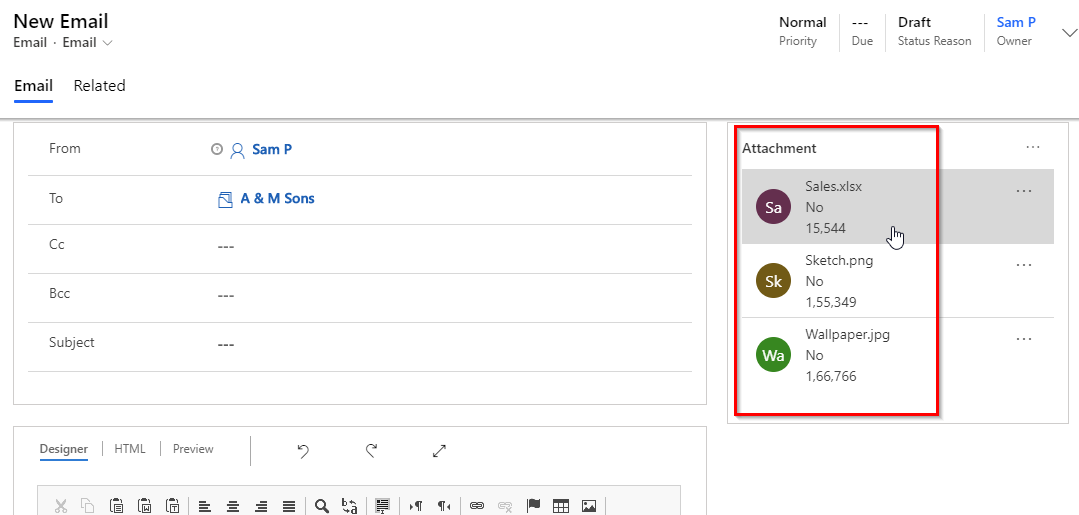 New Email
Email · Email
Normal
Priority
---
Due
Draft
Status Reason
Sam P
Owner
Email Related
From Sam P
To A & M Sons
Cc ---
Bcc ---
Subject ---
Attachment ...
Sa
Sales.xlsx ...
No
15,544
Sk
Sketch.png ...
No
1,55,349
Wa
Wallpaper.jpg ...
No
1,66,766
Designer | HTML | Preview